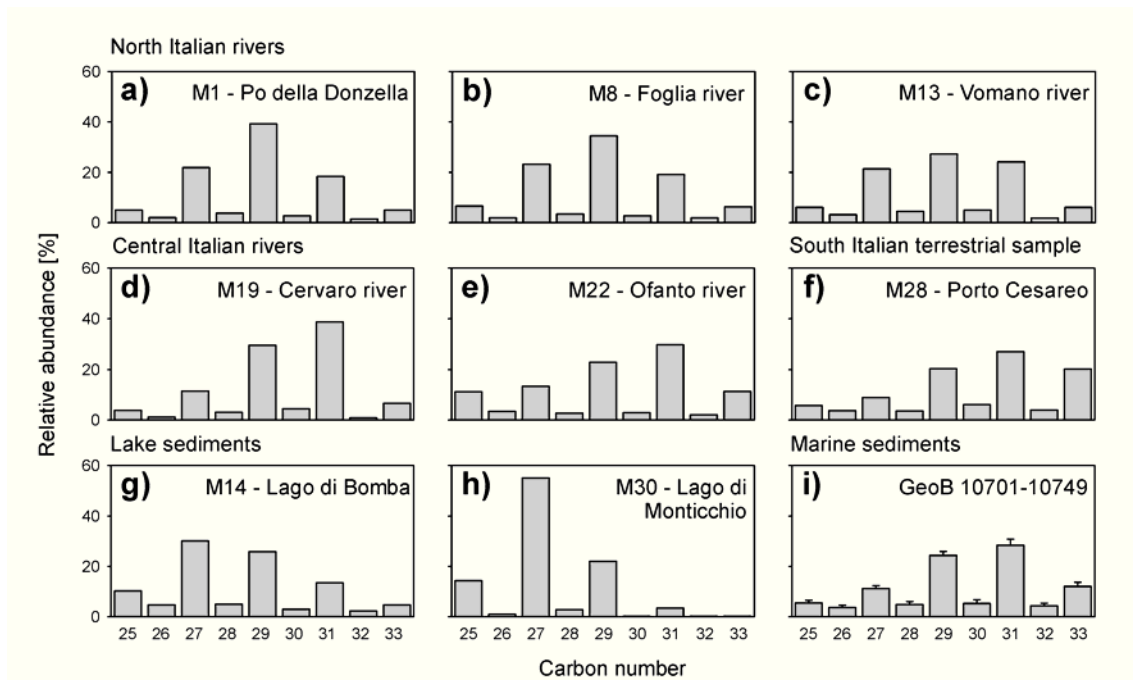 North Italian rivers
60
40
20
0
a)
M1 - Po della Donzella
b)
M8 - Foglia river
c)
M13 - Vomano river
Central Italian rivers
South Italian terrestrial sample
Relative abundance [%]
60
40
20
0
d)
M19 - Cervaro river
e)
M22 - Ofanto river
f)
M28 - Porto Cesareo
Lake sediments
Marine sediments
60
40
20
0
g)
M14 - Lago di Bomba
h)
M30 - Lago di
Monticchio
i)
GeoB 10701-10749
25 26 27 28 29 30 31 32 33
25 26 27 28 29 30 31 32 33
25 26 27 28 29 30 31 32 33
Carbon number